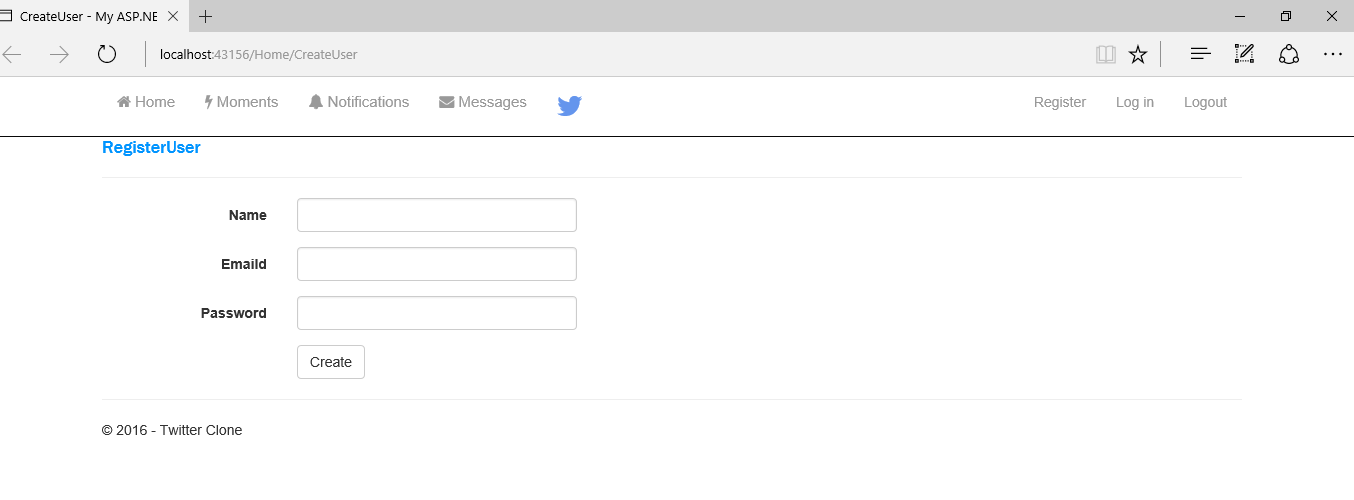 CreateUser - My ASP.NE
localhost:43156/Home/CreateUser
Home Moments Notifications Messages Register Log in Logout
RegisterUser
Name
Emaild
Password
Create
© 2016 - Twitter Clone